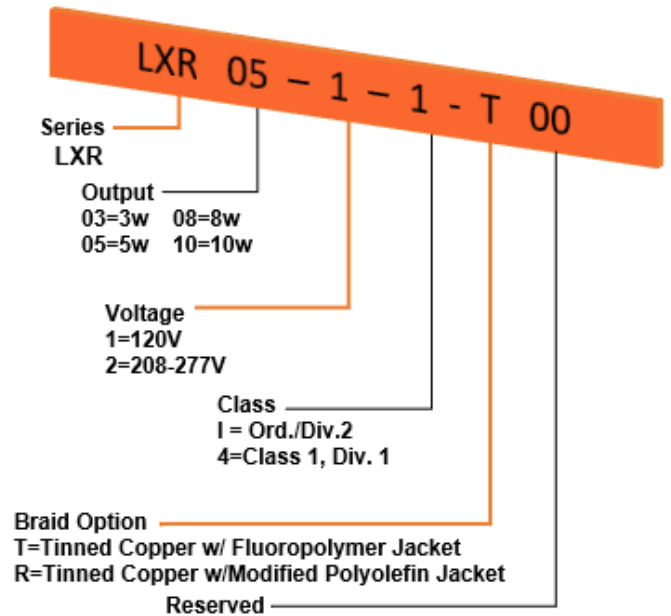 LXR 05 – 1 – 1 - T 00
Series
LXR
Output
03=3w 08=8w
05=5w 10=10w
Voltage
1=120V
2=208-277V
Class
I = Ord./Div.2
4=Class 1, Div. 1
Braid Option
T=Tinned Copper w/ Fluoropolymer Jacket
R=Tinned Copper w/Modified Polyolefin Jacket
Reserved